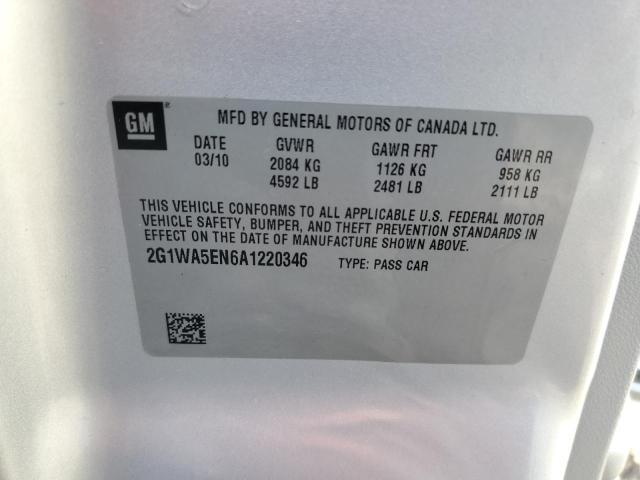 GM
MFD BY GENERAL MOTORS OF CANADA LTD.
DATE GVWR GAWR FRT GAWR RR
03/10 2084 KG 1126 KG 958 KG
4592 LB 2481 LB 2111 LB
THIS VEHICLE CONFORMS TO ALL APPLICABLE U.S. FEDERAL MOTOR
VEHICLE SAFETY, BUMPER, AND THEFT PREVENTION STANDARDS IN
EFFECT ON THE DATE OF MANUFACTURE SHOWN ABOVE.
2G1WA5EN6A1220346 TYPE: PASS CAR